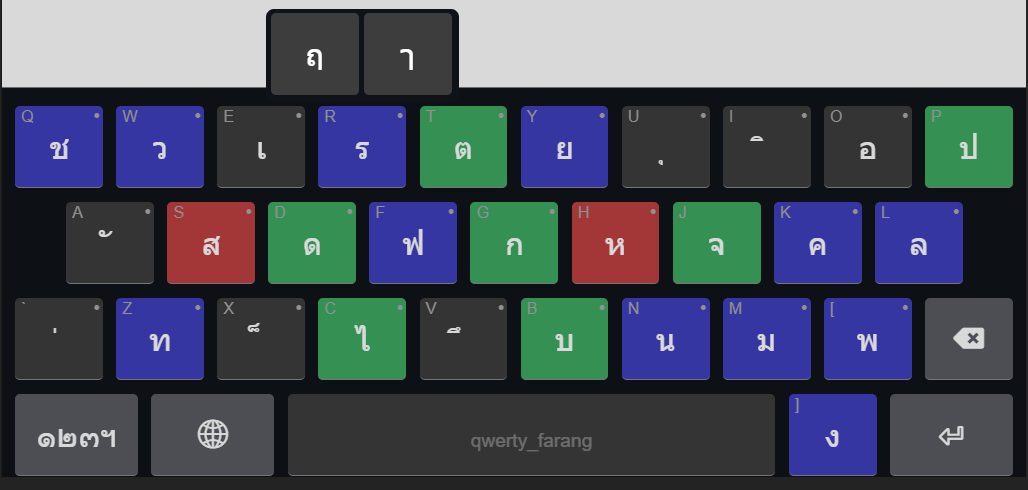 ฤ า
Q ช W ว E เ R ร T ต Y ย U ุ I ิ O อ P ป
A ั S ส D ด F ฟ G ก H ห J จ K ค L ล
` ่ Z ท X ็ C ไ V ึ B บ N น M ม [ พ
๑๒๓ฯ qwerty_farang ] ง